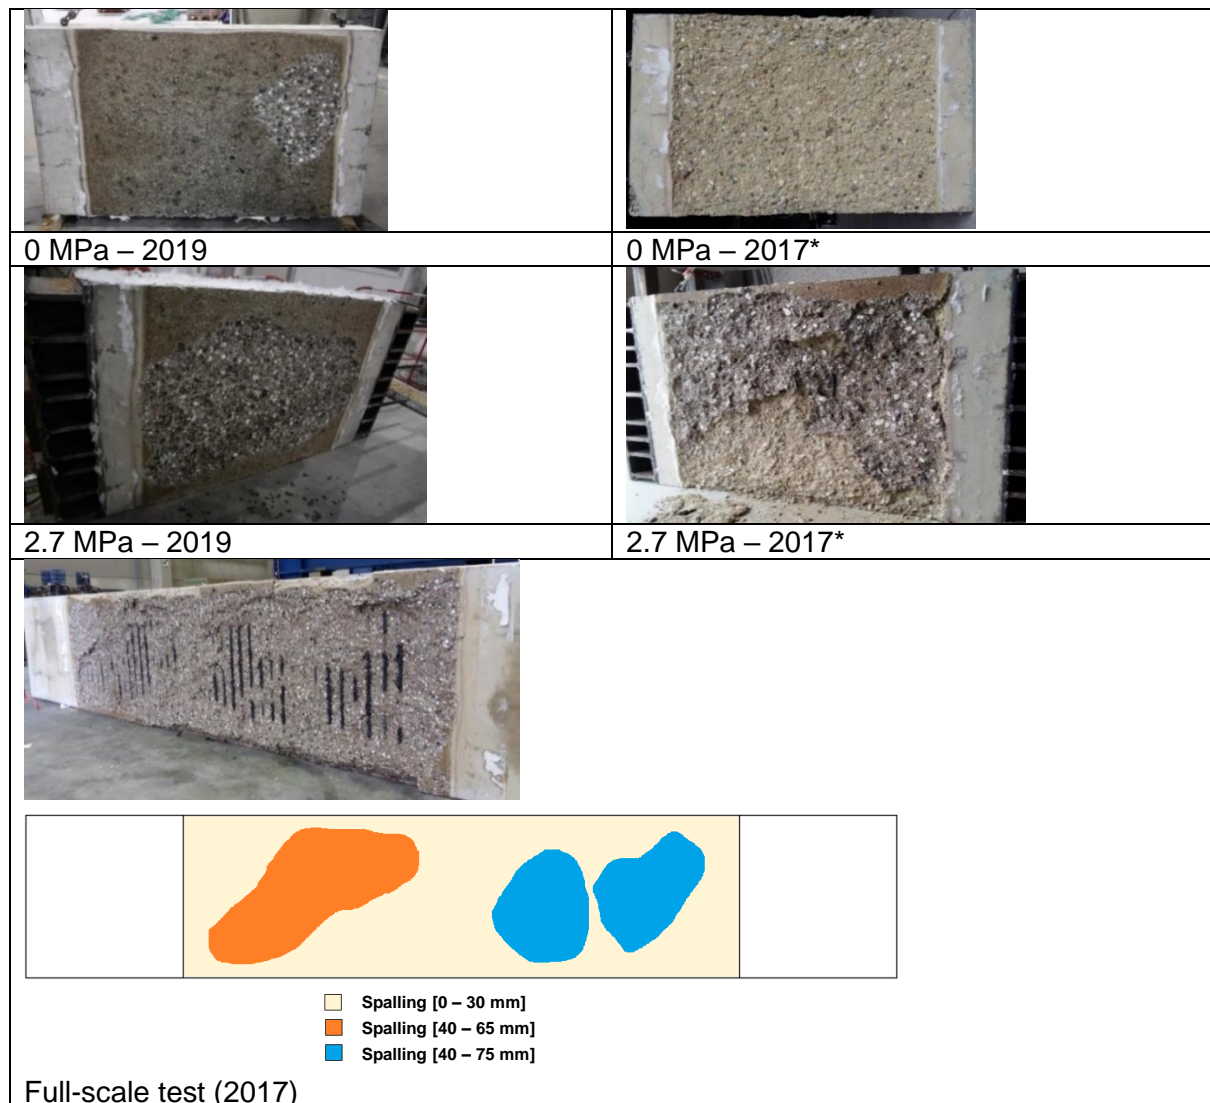 0 MPa – 2019
0 MPa – 2017*
2.7 MPa – 2019
2.7 MPa – 2017*
Spalling [0 – 30 mm]
Spalling [40 – 65 mm]
Spalling [40 – 75 mm]
Full-scale test (2017)